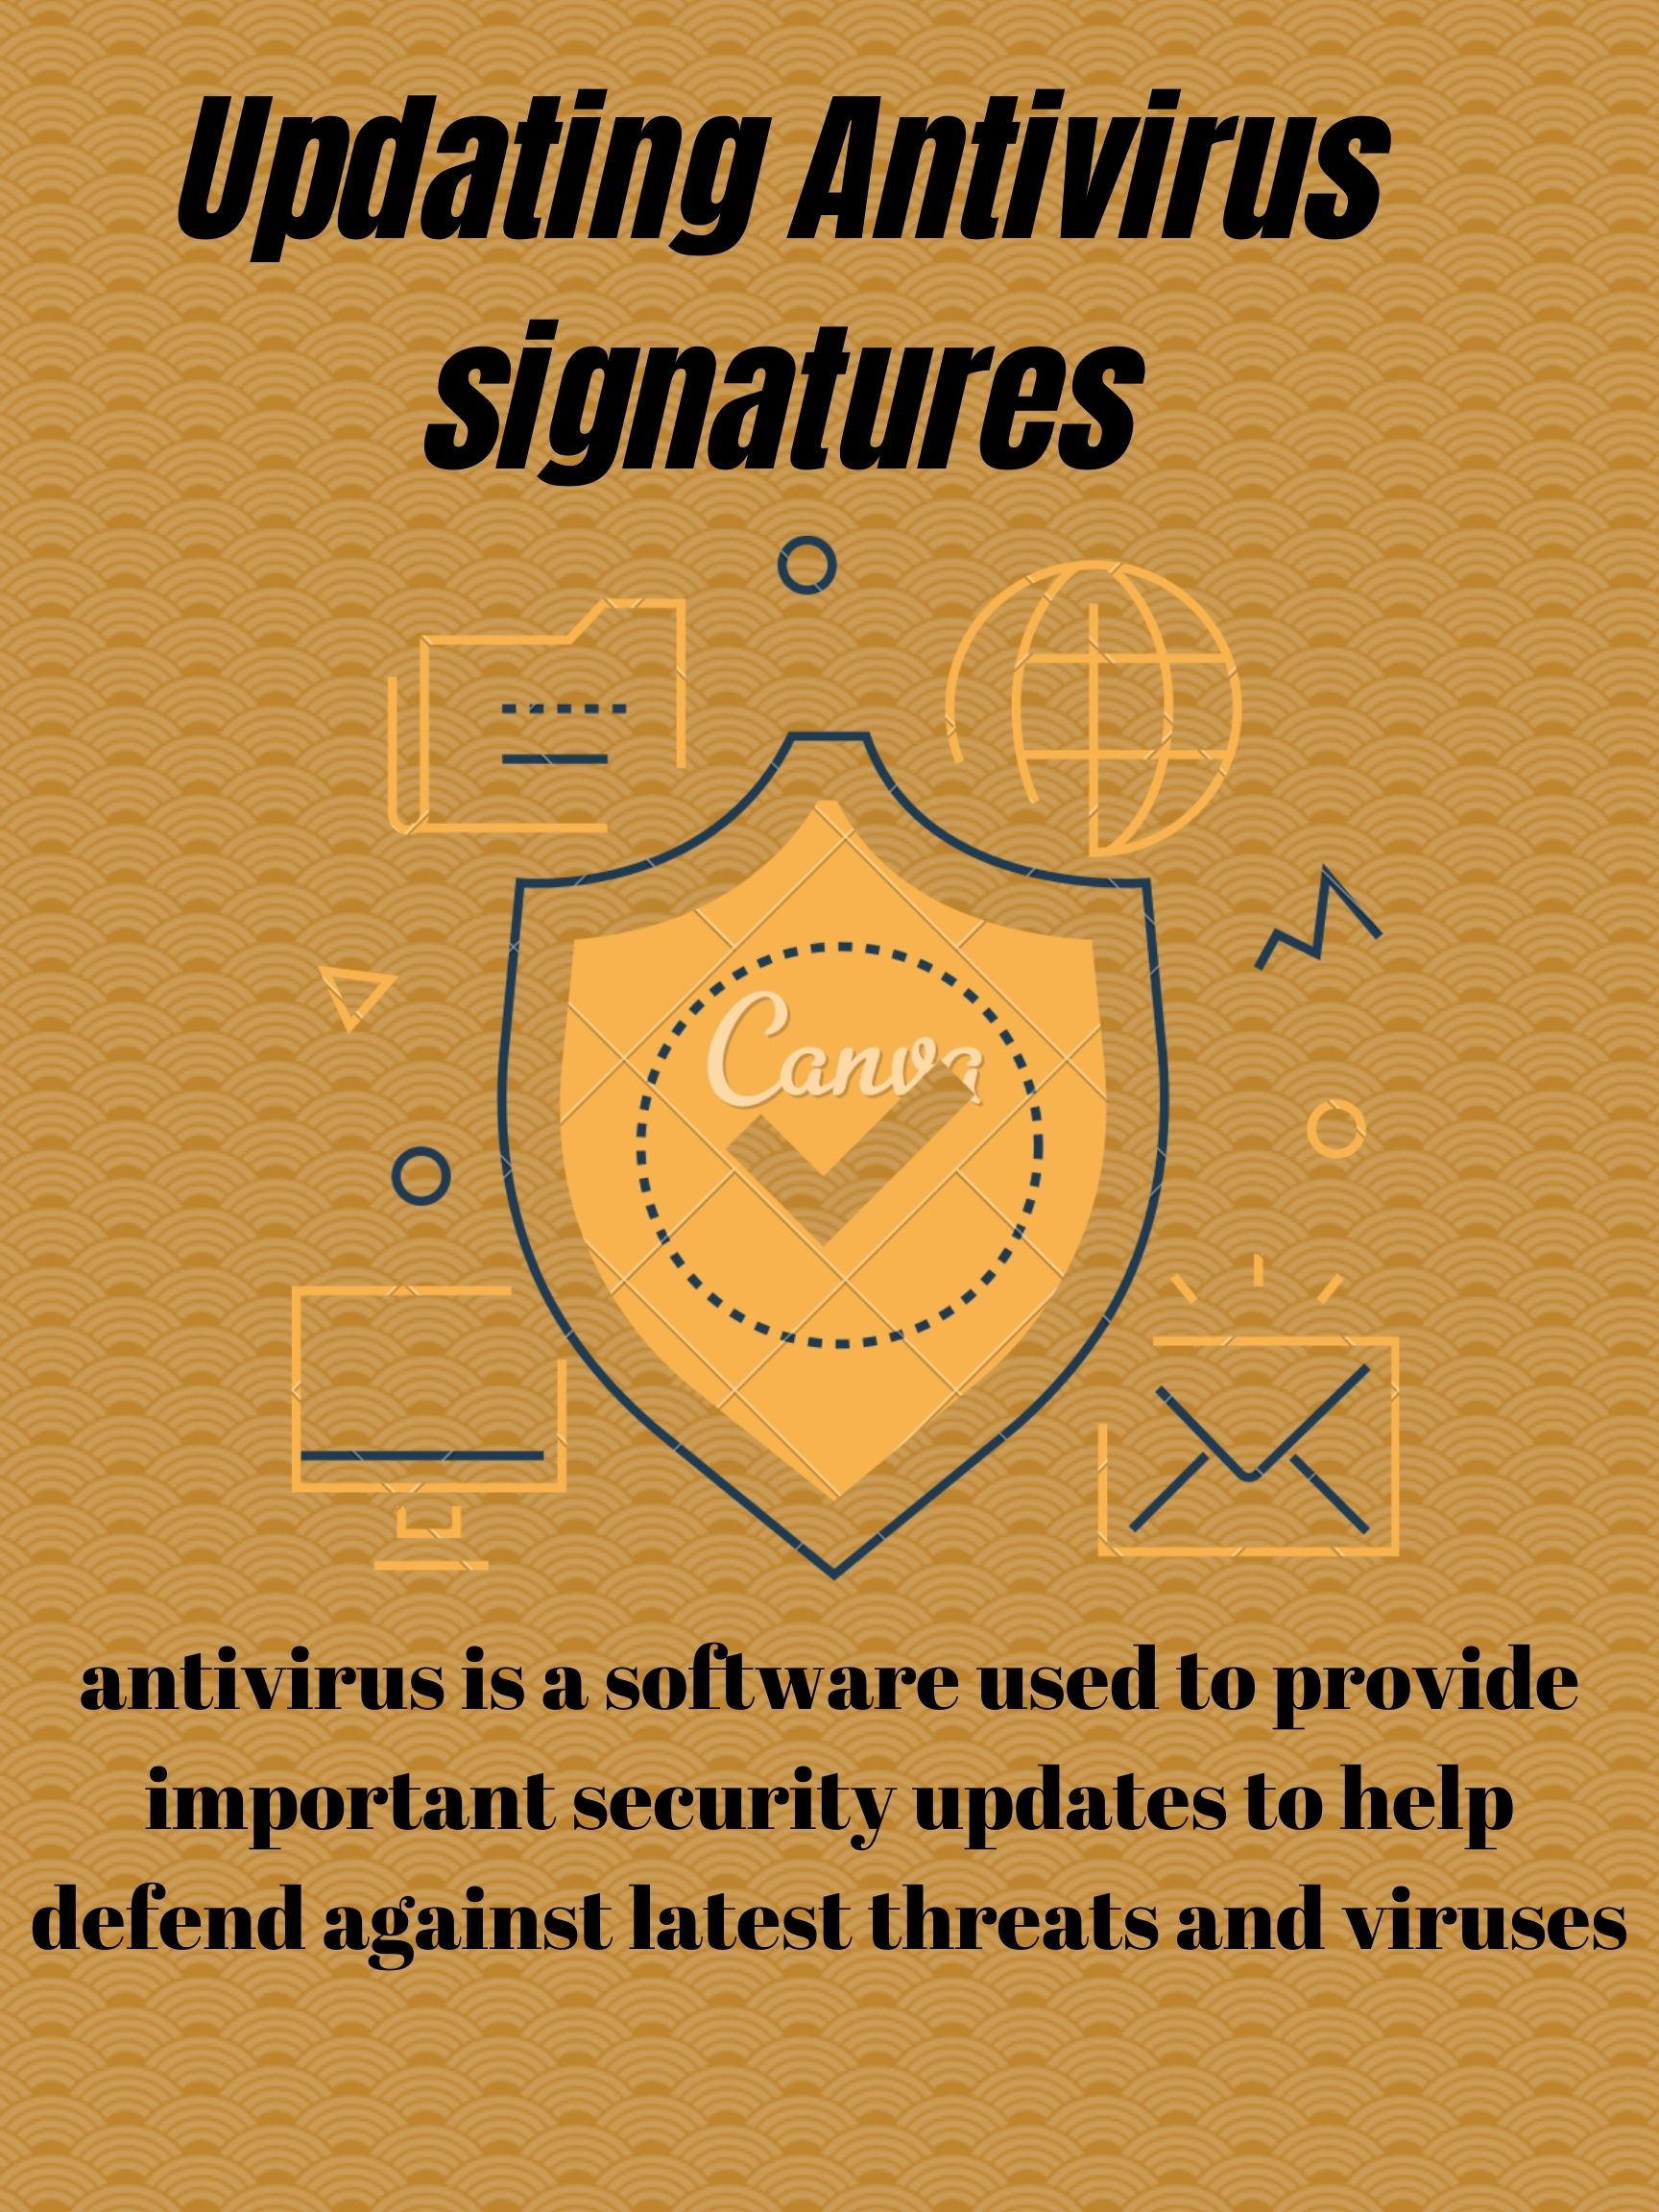 Updating Antivirus
signatures
Canva
antivirus is a software used to provide
important security updates to help
defend against latest threats and viruses